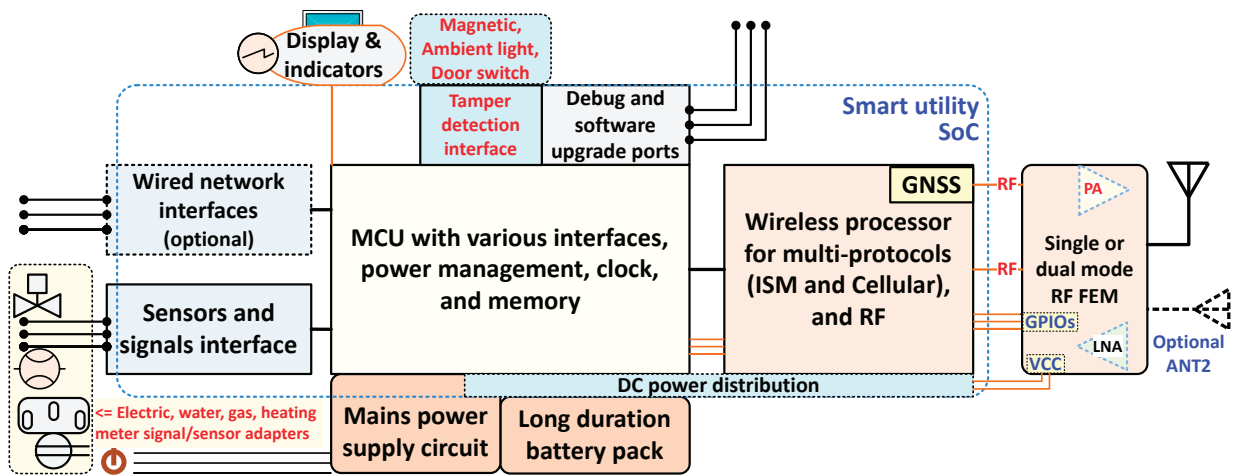 Display &
indicators
Magnetic,
Ambient light,
Door switch
Tamper
detection
interface
Debug and
software
upgrade ports
Smart utility
SoC
Wired network
interfaces
(optional)
MCU with various interfaces,
power management, clock,
and memory
GNSS
Wireless processor
for multi-protocols
(ISM and Cellular),
and RF
RF
RF
PA
Single or
dual mode
RF FEM
GPIOs
LNA
VCC
Optional
ANT2
Sensors and
signals interface
DC power distribution
<= Electric, water, gas, heating
meter signal/sensor adapters
Mains power
supply circuit
Long duration
battery pack